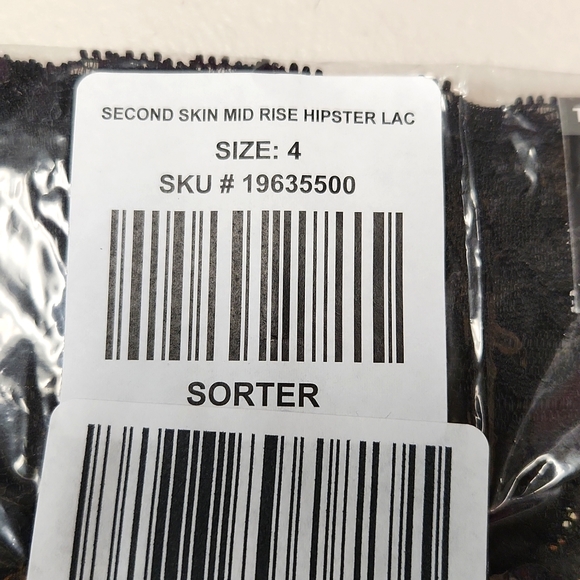 SECOND SKIN MID RISE HIPSTER LAC
SIZE: 4
SKU # 19635500
SORTER